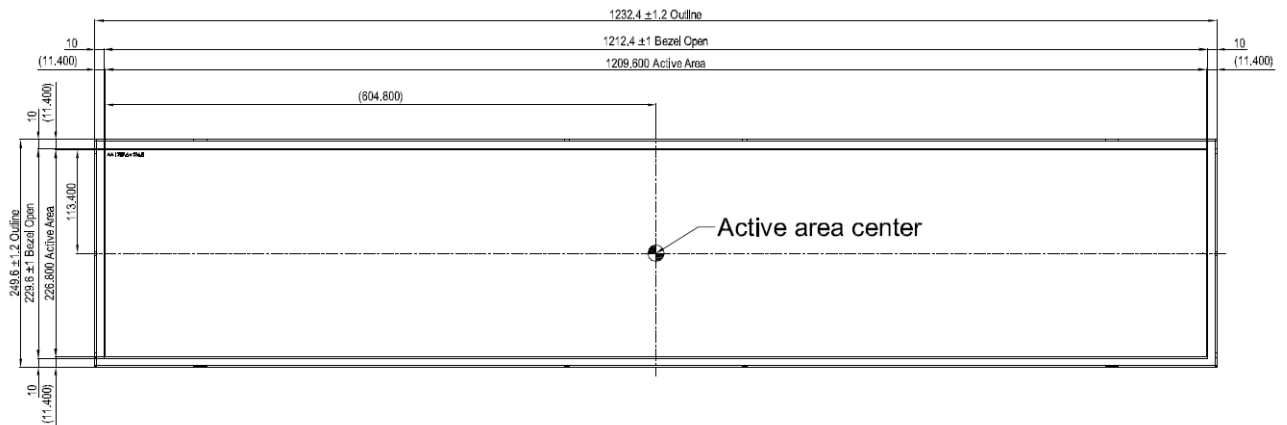 1232.4 ±1.2 Outline
10
1212.4 ±1 Bezel Open
10
(11.400)
1209.600 Active Area
(11.400)
(604.800)
(11.400)
10
113.400
249.6 ±1.2 Outline
229.6 ±1 Bezel Open
226.800 Active Area
Active area center
10
(11.400)